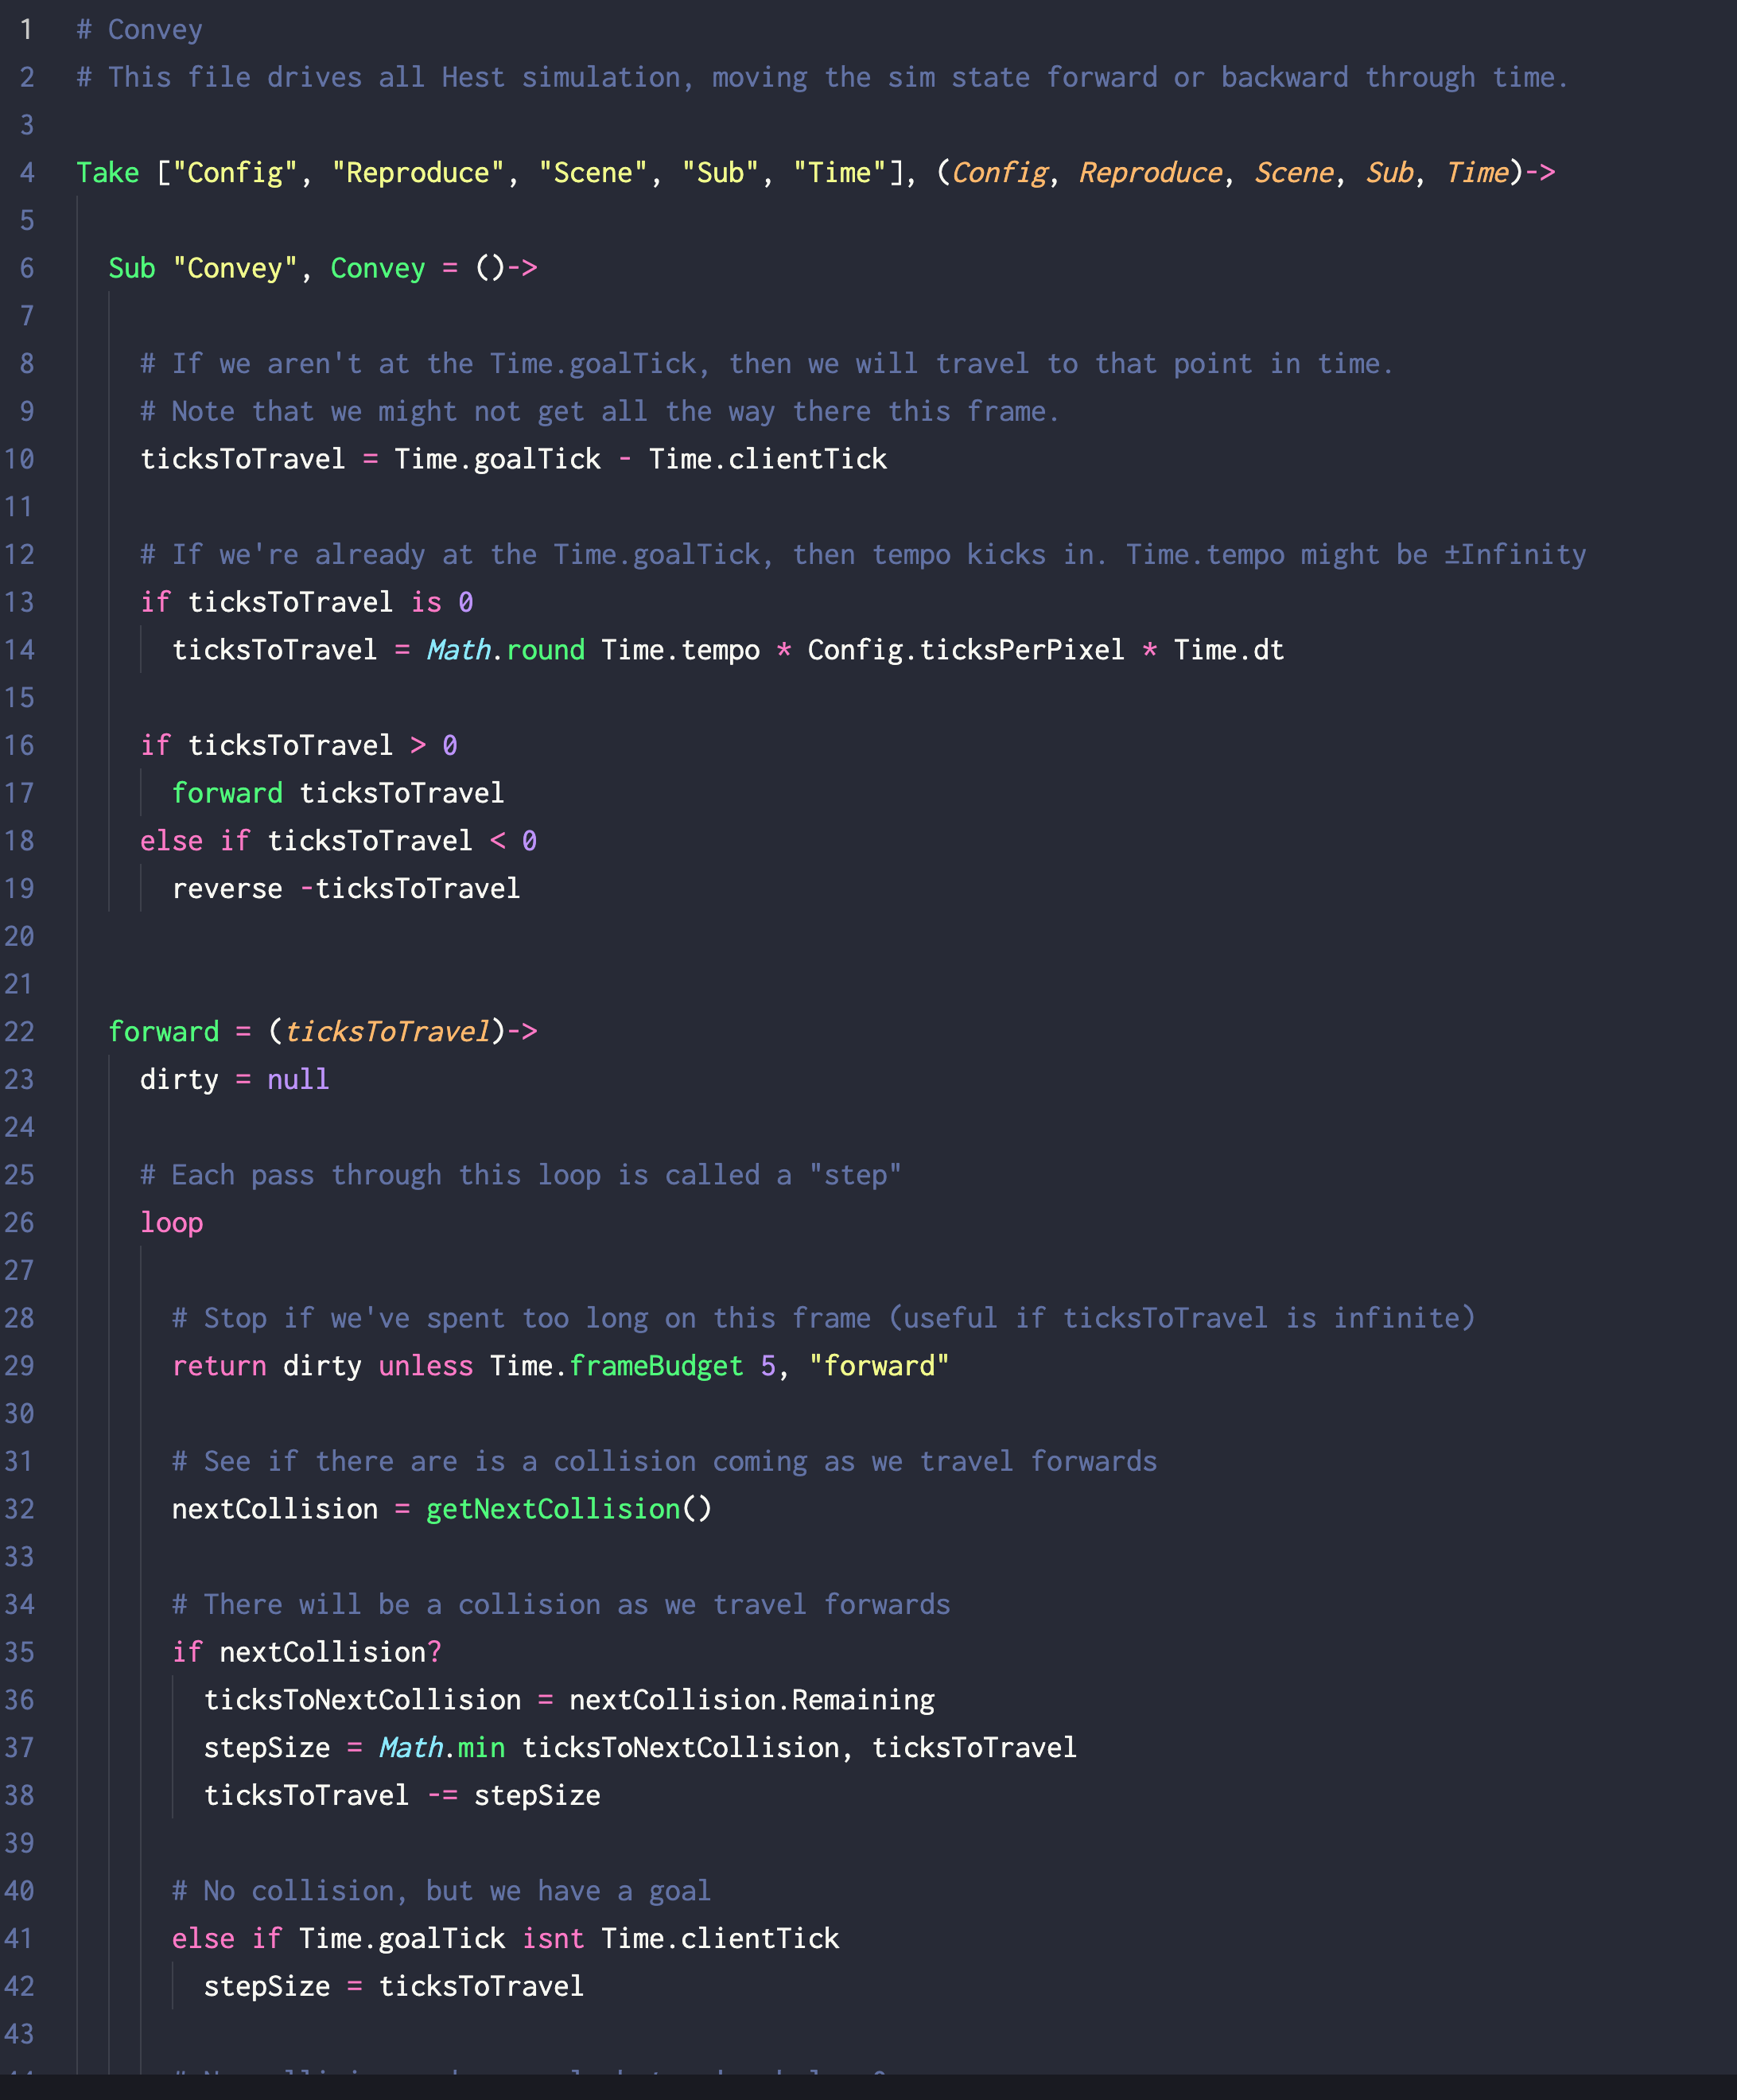 1 # Convey
2 # This file drives all Hest simulation, moving the sim state forward or backward through time.
3
4 Take ["Config", "Reproduce", "Scene", "Sub", "Time"], (Config, Reproduce, Scene, Sub, Time)->
5
6   Sub "Convey", Convey = ()->
7
8     # If we aren't at the Time.goalTick, then we will travel to that point in time.
9     # Note that we might not get all the way there this frame.
10     ticksToTravel = Time.goalTick - Time.clientTick
11
12     # If we're already at the Time.goalTick, then tempo kicks in. Time.tempo might be ±Infinity
13     if ticksToTravel is 0
14       ticksToTravel = Math.round Time.tempo * Config.ticksPerPixel * Time.dt
15
16     if ticksToTravel > 0
17       forward ticksToTravel
18     else if ticksToTravel < 0
19       reverse -ticksToTravel
20
21
22   forward = (ticksToTravel)->
23     dirty = null
24
25     # Each pass through this loop is called a "step"
26     loop
27
28       # Stop if we've spent too long on this frame (useful if ticksToTravel is infinite)
29       return dirty unless Time.frameBudget 5, "forward"
30
31       # See if there are is a collision coming as we travel forwards
32       nextCollision = getNextCollision()
33
34       # There will be a collision as we travel forwards
35       if nextCollision?
36         ticksToNextCollision = nextCollision.Remaining
37         stepSize = Math.min ticksToNextCollision, ticksToTravel
38         ticksToTravel -= stepSize
39
40       # No collision, but we have a goal
41       else if Time.goalTick isnt Time.clientTick
42         stepSize = ticksToTravel
43